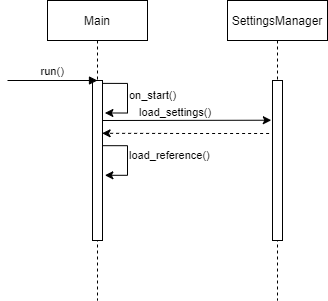 Main
SettingsManager
run()
on_start()
load_settings()
load_reference()